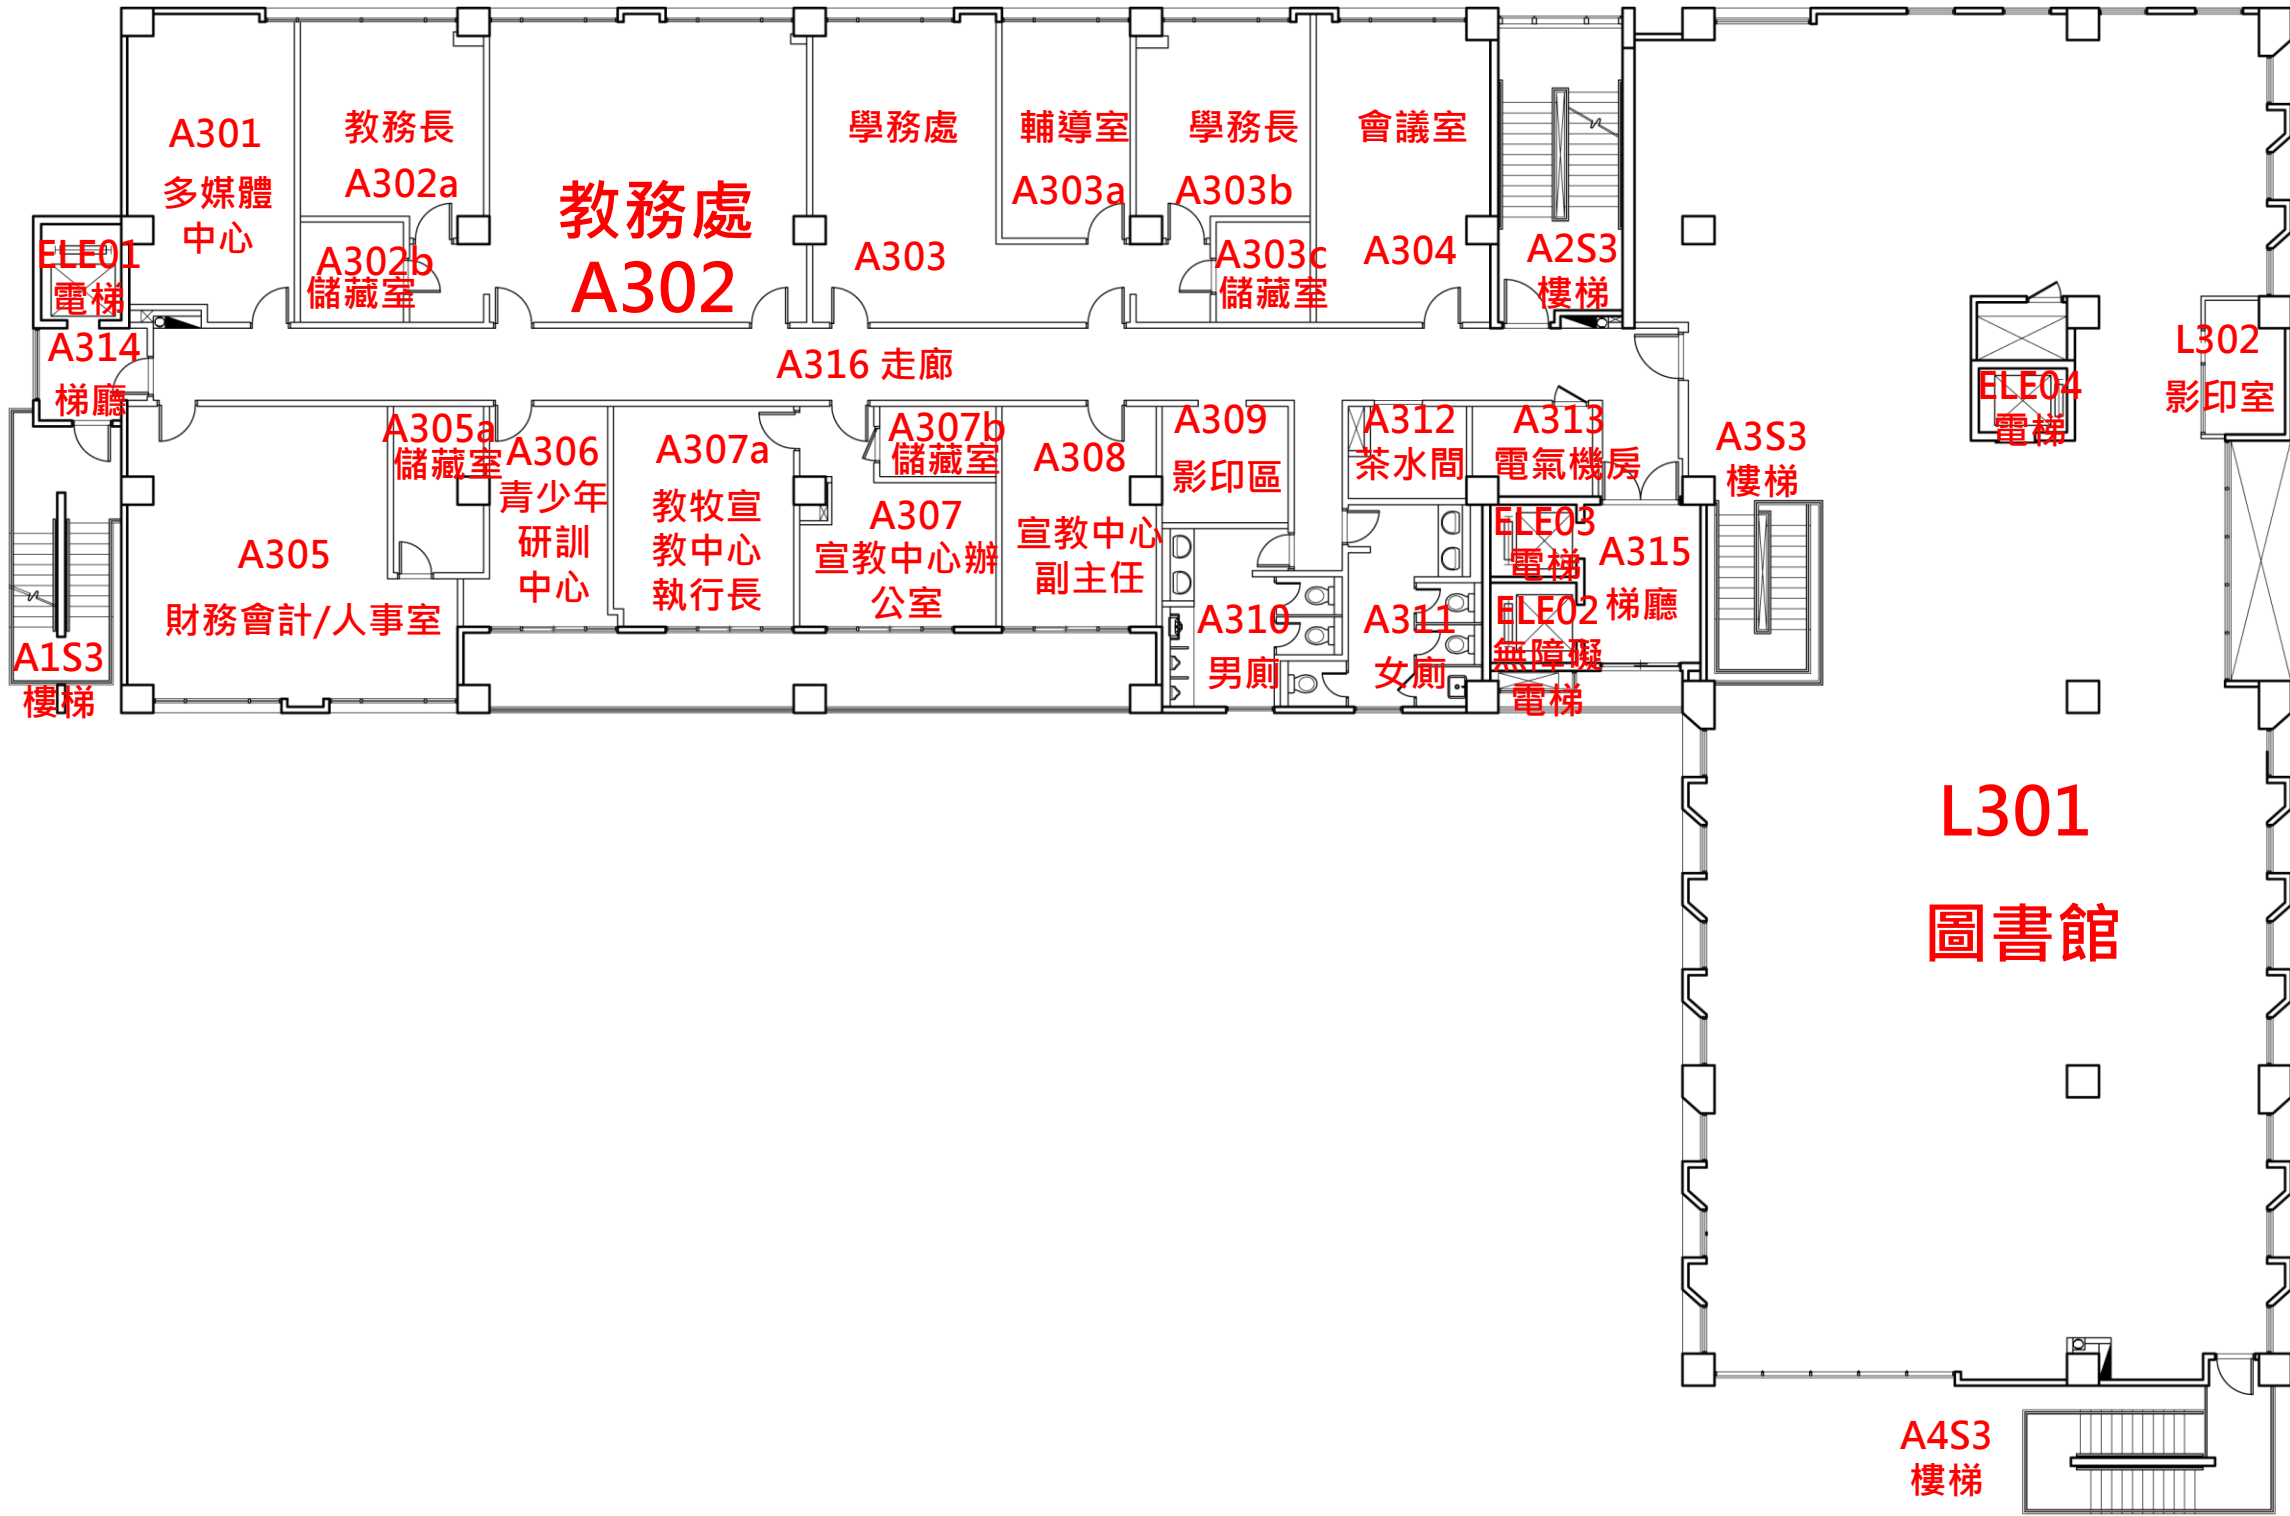 A301
多媒體
中心
教務長
A302a
A302b
儲藏室
教務處
A302
學務處
A303
輔導室
A303a
學務長
A303b
A303c
儲藏室
會議室
A304
A2S3
樓梯
ELE01
電梯
A314
梯廳
A316 走廊
L302
影印室
ELE04
電梯
A305a
儲藏室
A305
財務會計/人事室
A306
青少年
研訓
中心
A307a
教牧宣
教中心
執行長
A307b
儲藏室
A307
宣教中心辦
公室
A308
宣教中心
副主任
A309
影印區
A310
男廁
A311
女廁
A312
茶水間
A313
電氣機房
ELE03
電梯
ELE02
無障礙
電梯
A315
梯廳
A3S3
樓梯
A1S3
樓梯
L301
圖書館
A4S3
樓梯